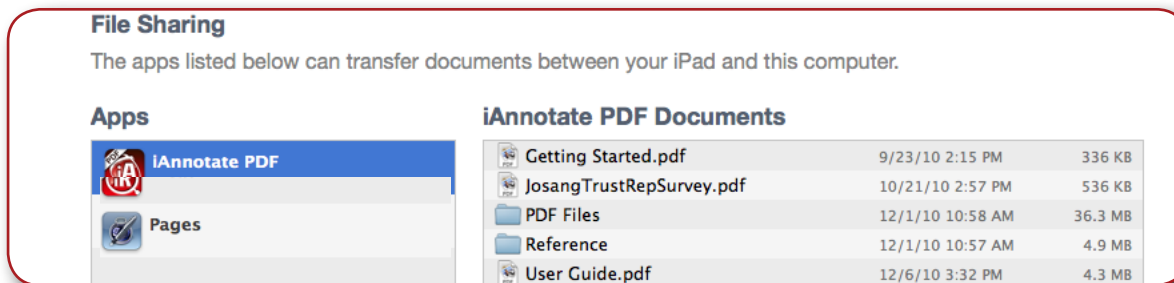 File Sharing
The apps listed below can transfer documents between your iPad and this computer.
Apps
iAnnotate PDF
Pages
iAnnotate PDF Documents
Getting Started.pdf 9/23/10 2:15 PM 336 KB
JosangTrustRepSurvey.pdf 10/21/10 2:57 PM 536 KB
PDF Files 12/1/10 10:58 AM 36.3 MB
Reference 12/1/10 10:57 AM 4.9 MB
User Guide.pdf 12/6/10 3:32 PM 4.3 MB